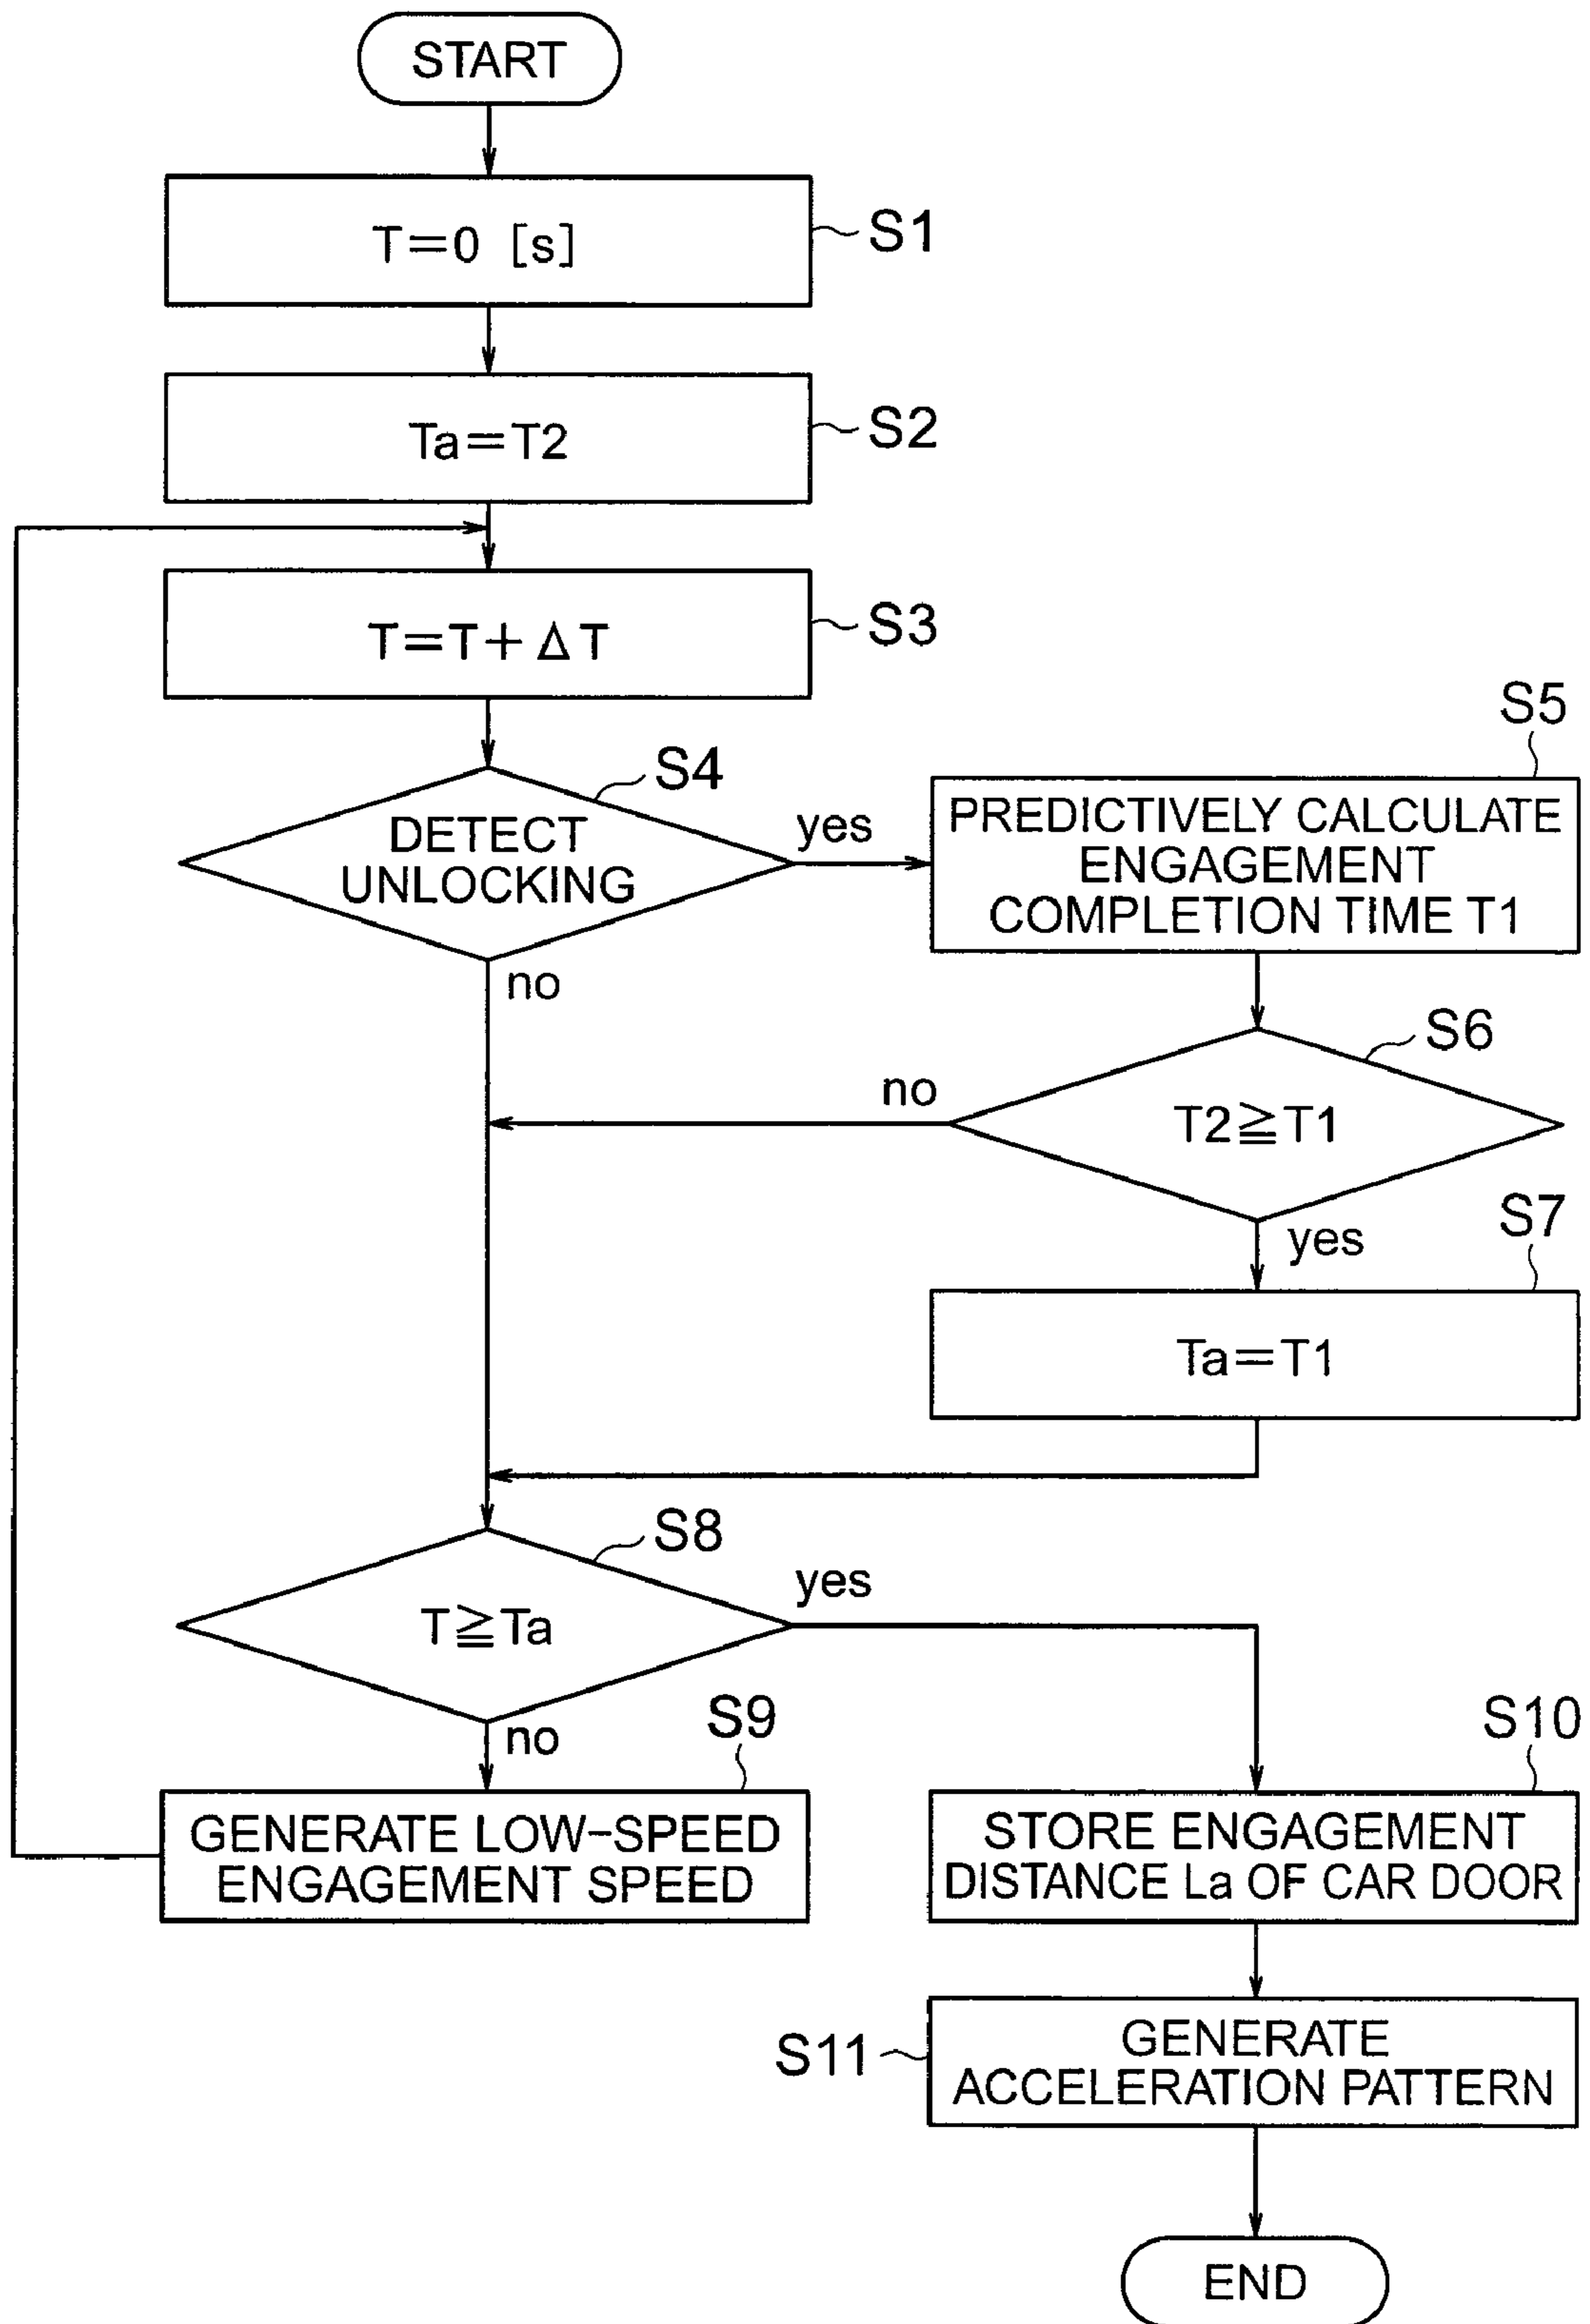 START
T=0 [s]
S1
Ta=T2
S2
T=T+ΔT
S3
S4
DETECT
UNLOCKING
yes
no
S5
PREDICTIVELY CALCULATE
ENGAGEMENT
COMPLETION TIME T1
S6
T2≧T1
no
yes
S7
Ta=T1
S8
T≧Ta
yes
no
S9
GENERATE LOW-SPEED
ENGAGEMENT SPEED
S10
STORE ENGAGEMENT
DISTANCE La OF CAR DOOR
S11
GENERATE
ACCELERATION PATTERN
END